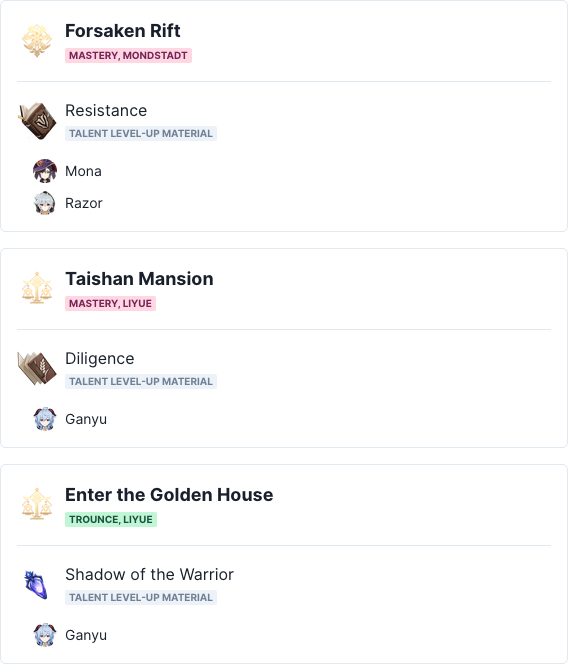 Forsaken Rift
MASTERY, MONDSTADT
Resistance
TALENT LEVEL-UP MATERIAL
Mona
Razor
Taishan Mansion
MASTERY, LIYUE
Diligence
TALENT LEVEL-UP MATERIAL
Ganyu
Enter the Golden House
TROUNCE, LIYUE
Shadow of the Warrior
TALENT LEVEL-UP MATERIAL
Ganyu